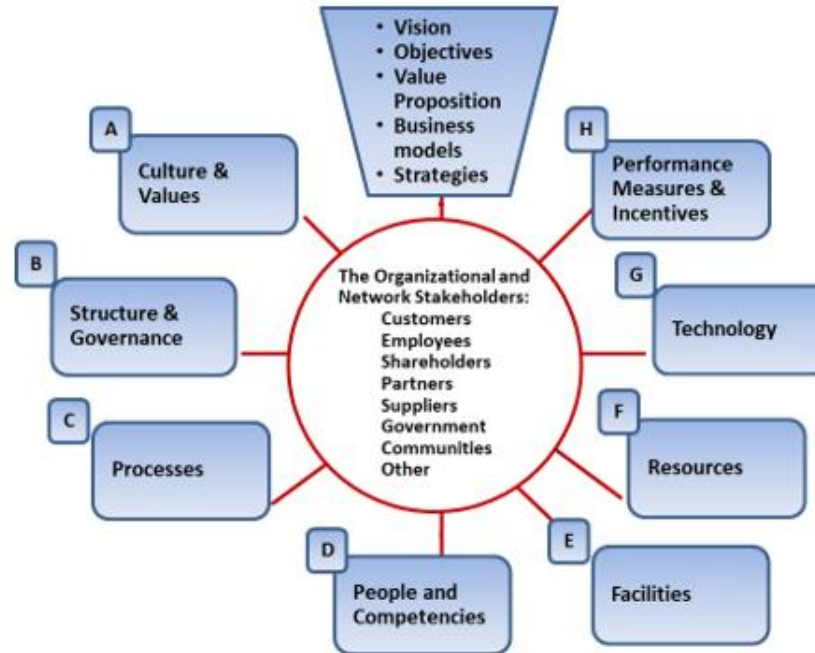 • Vision
• Objectives
• Value
Proposition
• Business
models
• Strategies
A
Culture &
Values
H
Performance
Measures &
Incentives
B
Structure &
Governance
The Organizational and
Network Stakeholders:
Customers
Employees
Shareholders
Partners
Suppliers
Government
Communities
Other
G
Technology
C
Processes
F
Resources
D
People and
Competencies
E
Facilities